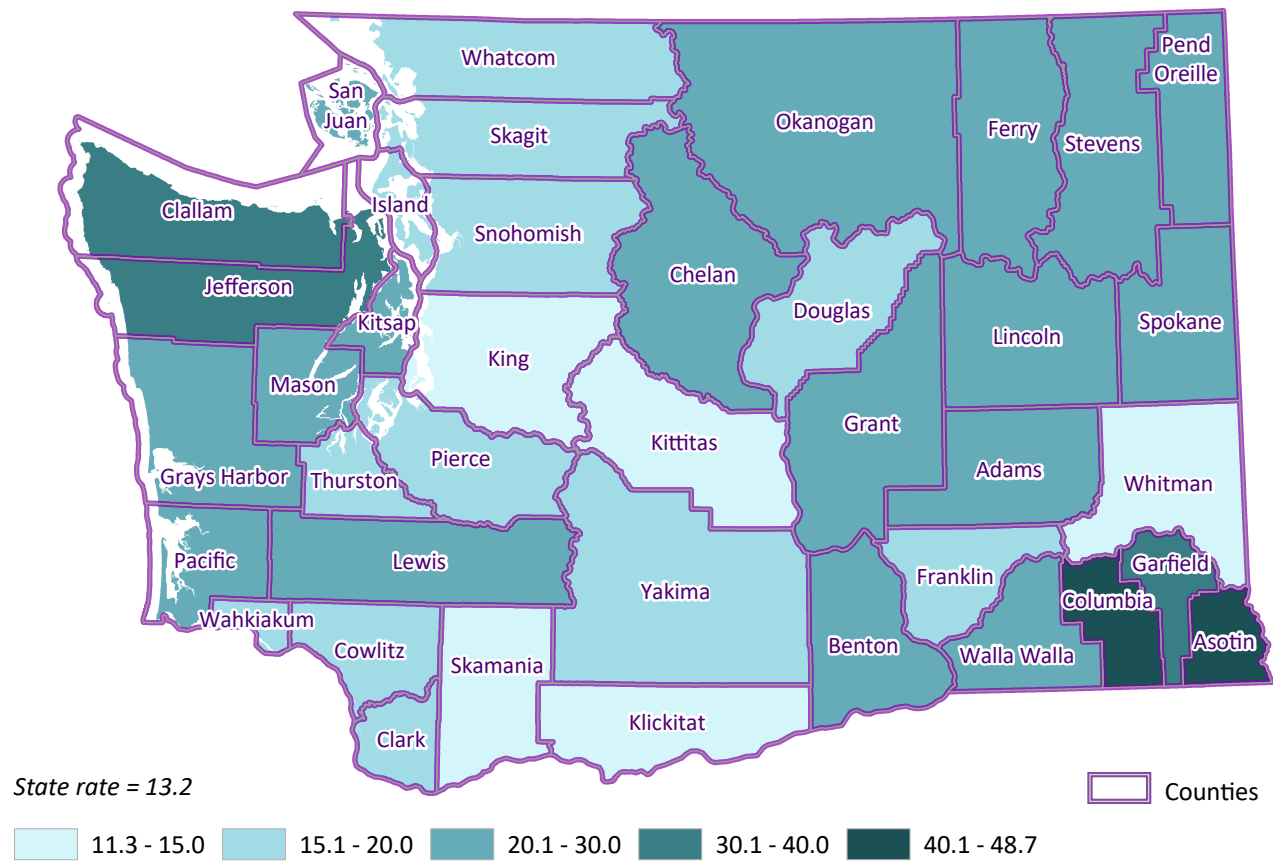 Whatcom
Pend
Oreille
San
Juan
Skagit
Okanogan
Ferry
Stevens
Clallam
Island
Snohomish
Chelan
Jefferson
Douglas
Kitsap
Lincoln
Spokane
King
Mason
Grant
Kittitas
Pierce
Adams
Grays Harbor
Thurston
Whitman
Pacific
Lewis
Garfield
Franklin
Yakima
Columbia
Wahkiakum
Cowlitz
Benton
Walla Walla
Asotin
Skamania
Klickitat
Clark
State rate = 13.2
Counties
11.3 - 15.0
15.1 - 20.0
20.1 - 30.0
30.1 - 40.0
40.1 - 48.7